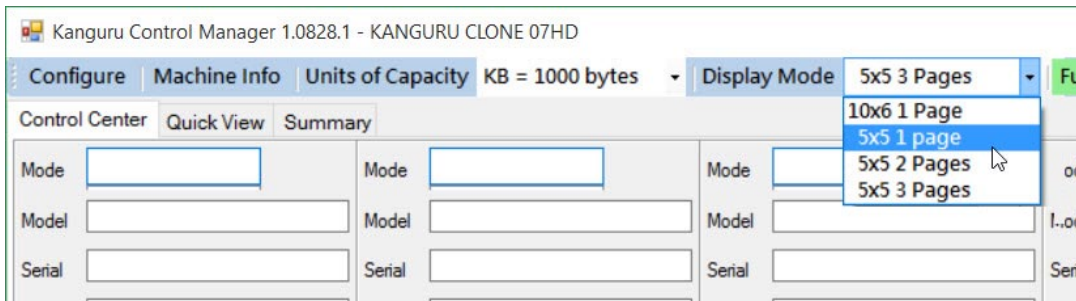 Kanguru Control Manager 1.0828.1 - KANGURU CLONE 07HD
Configure Machine Info Units of Capacity KB = 1000 bytes Display Mode 5x5 3 Pages
10x6 1 Page
5x5 1 page
5x5 2 Pages
5x5 3 Pages
Control Center Quick View Summary
Mode Mode Mode
Model Model Model
Serial Serial Serial